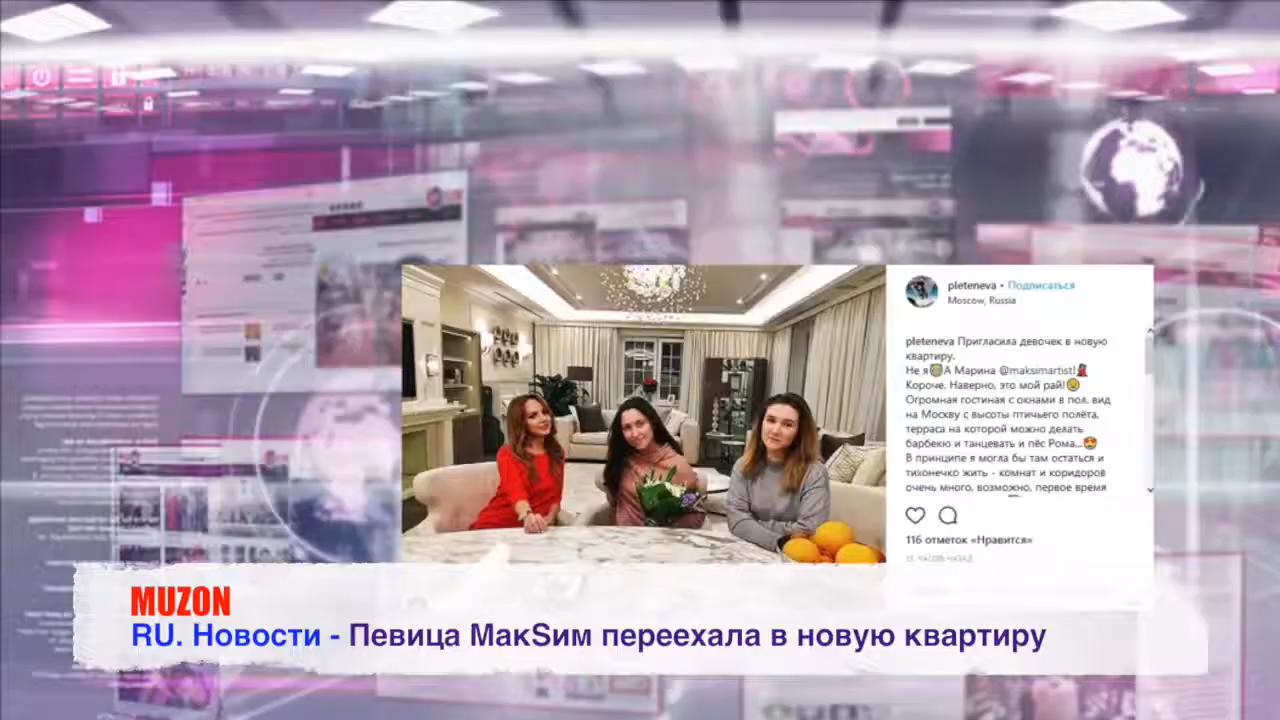 pleteneva • Подписаться
Moscow, Russia
pleteneva Пригласила девочек в новую
квартиру.
Не я А Марина @maksimartist!
Короче. Наверно, это мой рай!
Огромная гостиная с окнами в пол, вид
на Москву с высоты птичьего полёта,
терраса на которой можно делать
барбекю и танцевать и пёс Рома...
В принципе я могла бы там остаться и
тихонечко жить - комнат и коридоров
очень много, возможно, первое время
116 отметок «Нравится»
ЧАСОВ НАЗАД
MUZON
RU. Новости - Певица МакSим переехала в новую квартиру